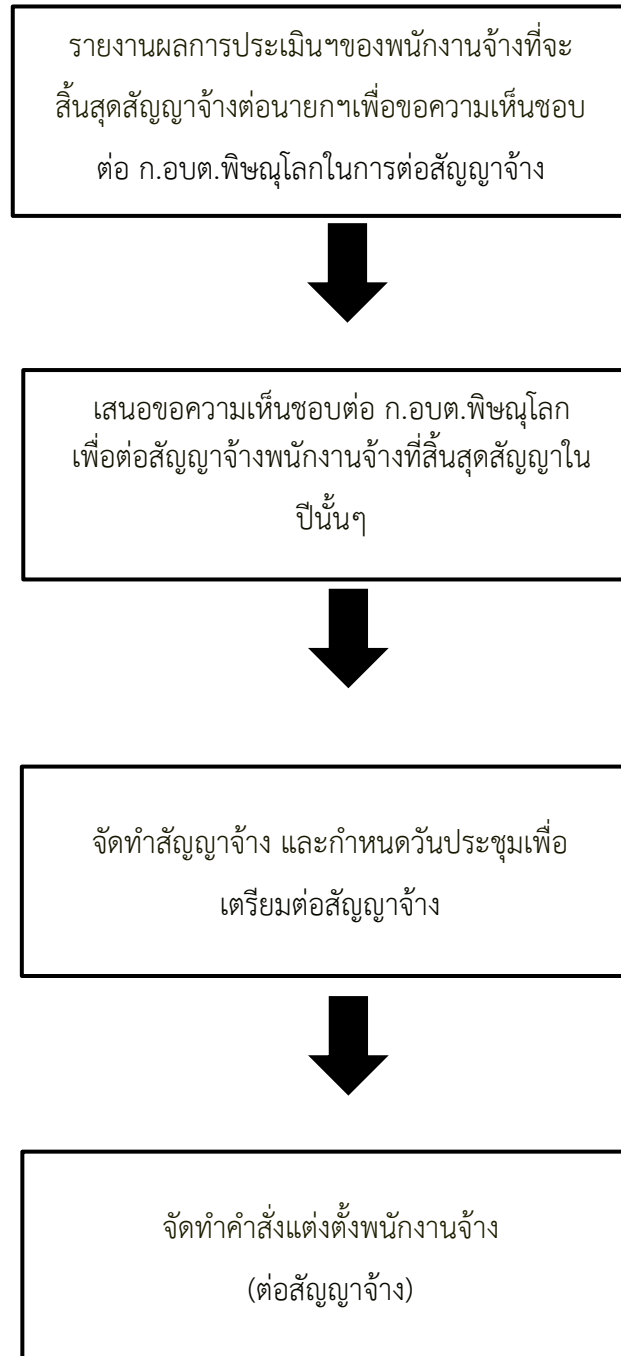 รายงานผลการประเมินฯของพนักงานจ้างที่จะ
สิ้นสุดสัญญาจ้างต่อนายกฯเพื่อขอความเห็นชอบ
ต่อ ก.อบต.พิษณุโลกในการต่อสัญญาจ้าง
เสนอขอความเห็นชอบต่อ ก.อบต.พิษณุโลก
เพื่อต่อสัญญาจ้างพนักงานจ้างที่สิ้นสุดสัญญาใน
ปีนั้นๆ
จัดทำสัญญาจ้าง และกำหนดวันประชุมเพื่อ
เตรียมต่อสัญญาจ้าง
จัดทำคำสั่งแต่งตั้งพนักงานจ้าง
(ต่อสัญญาจ้าง)